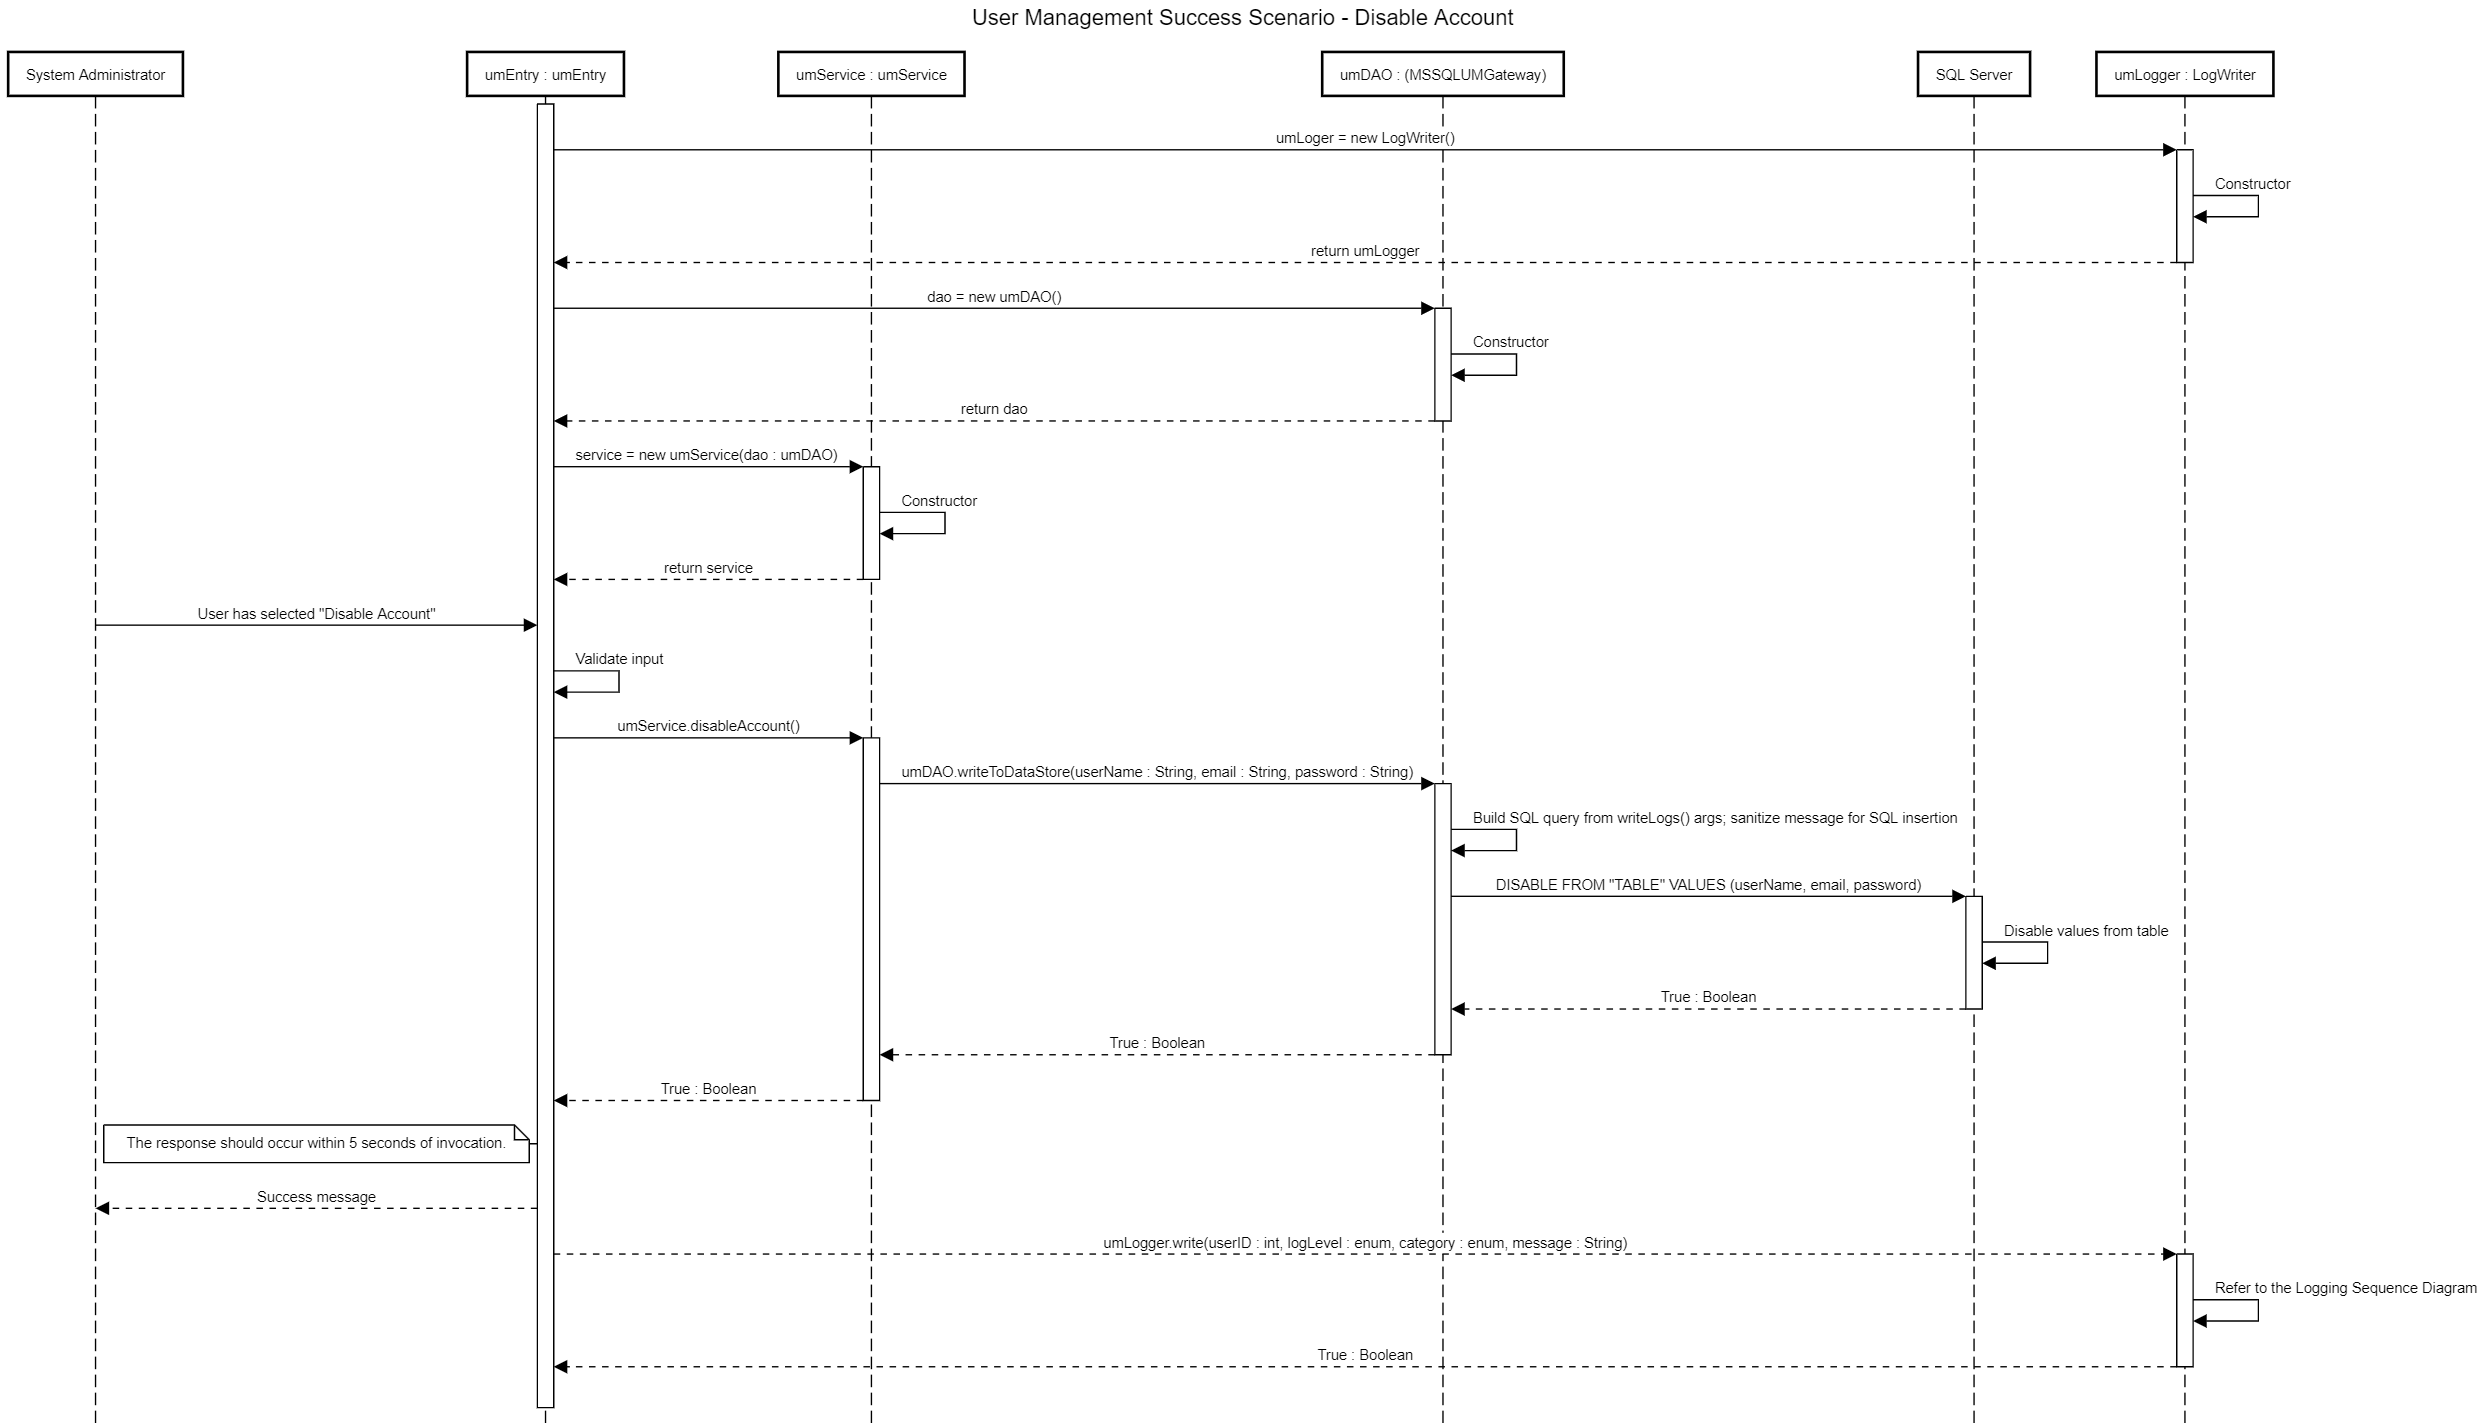 User Management Success Scenario - Disable Account
System Administrator
umEntry : umEntry
umService : umService
umDAO : (MSSQLUMGateway)
SQL Server
umLogger : LogWriter
umLoger = new LogWriter()
Constructor
return umLogger
dao = new umDAO()
Constructor
return dao
service = new umService(dao : umDAO)
Constructor
return service
User has selected "Disable Account"
Validate input
umService.disableAccount()
umDAO.writeToDataStore(userName : String, email : String, password : String)
Build SQL query from writeLogs() args; sanitize message for SQL insertion
DISABLE FROM "TABLE" VALUES (userName, email, password)
Disable values from table
True : Boolean
True : Boolean
True : Boolean
The response should occur within 5 seconds of invocation.
Success message
umLogger.write(userID : int, logLevel : enum, category : enum, message : String)
Refer to the Logging Sequence Diagram
True : Boolean